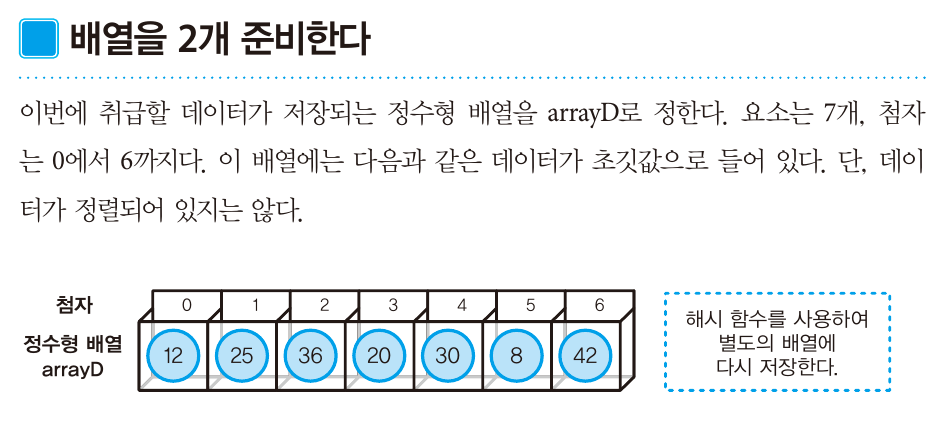 배열을 2개 준비한다
이번에 취급할 데이터가 저장되는 정수형 배열을 arrayD로 정한다. 요소는 7개, 첨자
는 0에서 6까지다. 이 배열에는 다음과 같은 데이터가 초깃값으로 들어 있다. 단, 데이
터가 정렬되어 있지는 않다.
첨자 0 1 2 3 4 5 6
정수형 배열
arrayD
12 25 36 20 30 8 42
해시 함수를 사용하여
별도의 배열에
다시 저장한다.